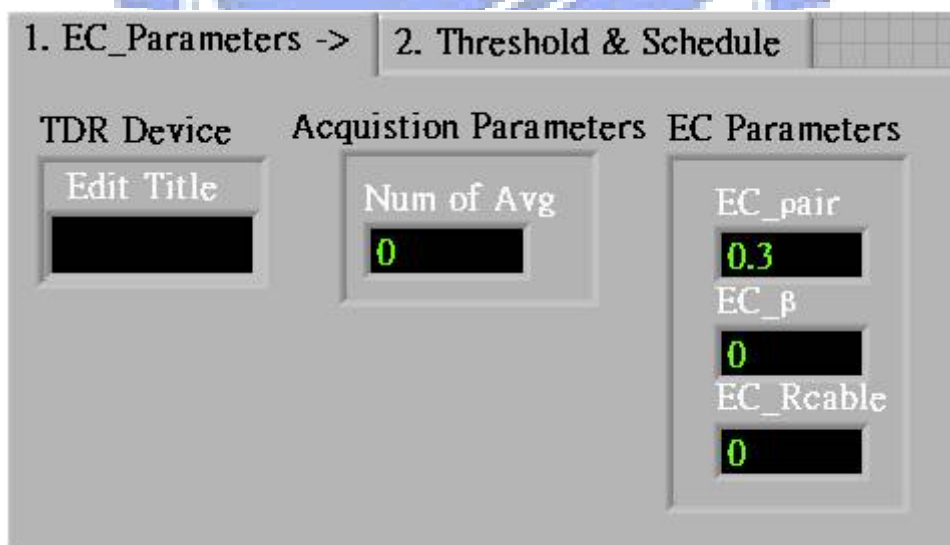 1. EC_Parameters -> 2. Threshold & Schedule
TDR Device Acquistion Parameters EC Parameters
Edit Title
Num of Avg
0
EC_pair
0.3
EC_β
0
EC_Rcable
0